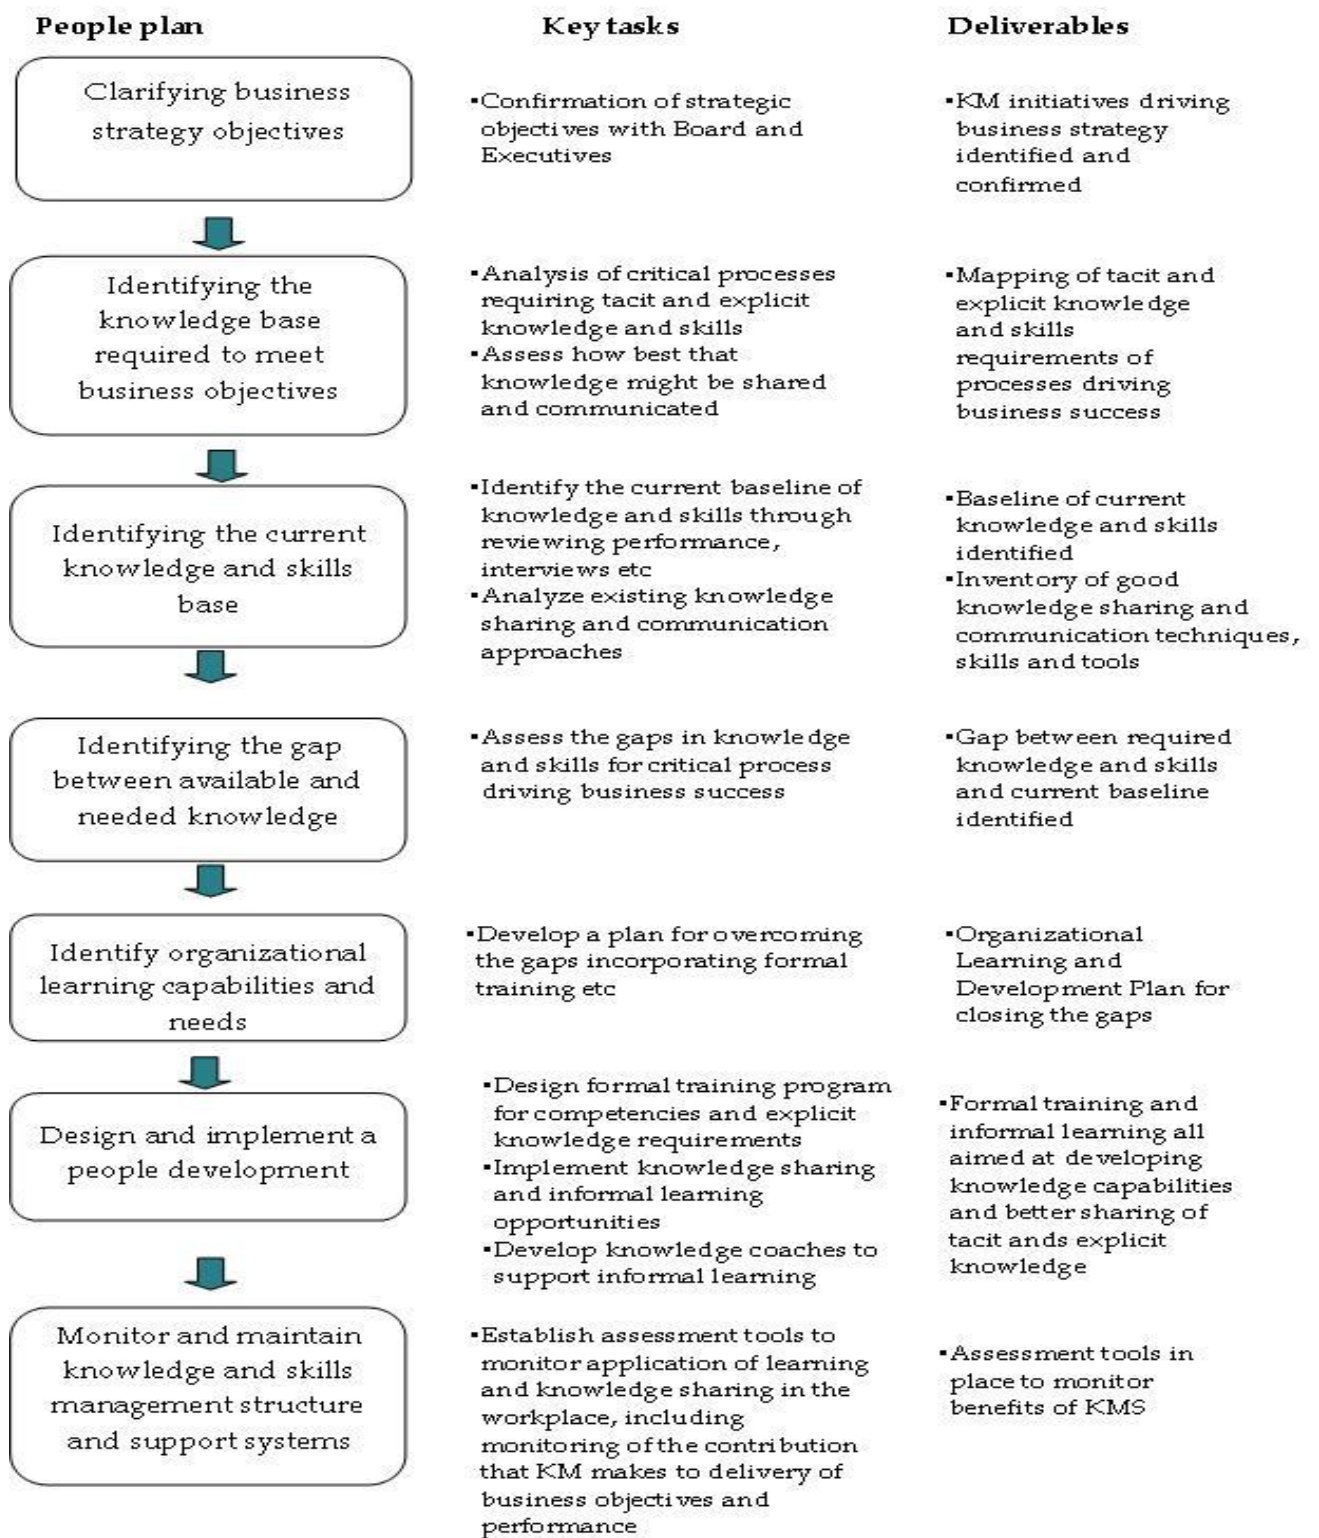 People plan
Key tasks
Deliverables
Clarifying business
strategy objectives
▪Confirmation of strategic
objectives with Board and
Executives
▪KM initiatives driving
business strategy
identified and
confirmed
Identifying the
knowledge base
required to meet
business objectives
▪Analysis of critical processes
requiring tacit and explicit
knowledge and skills
▪Assess how best that
knowledge might be shared
and communicated
▪Mapping of tacit and
explicit knowledge
and skills
requirements of
processes driving
business success
Identifying the current
knowledge and skills
base
▪Identify the current baseline of
knowledge and skills through
reviewing performance,
interviews etc
▪Analyze existing knowledge
sharing and communication
approaches
▪Baseline of current
knowledge and skills
identified
▪Inventory of good
knowledge sharing and
communication techniques,
skills and tools
Identifying the gap
between available and
needed knowledge
▪Assess the gaps in knowledge
and skills for critical process
driving business success
▪Gap between required
knowledge and skills
and current baseline
identified
Identify organizational
learning capabilities and
needs
▪Develop a plan for overcoming
the gaps incorporating formal
training etc
▪Organizational
Learning and
Development Plan for
closing the gaps
Design and implement a
people development
▪Design formal training program
for competencies and explicit
knowledge requirements
▪Implement knowledge sharing
and informal learning
opportunities
▪Develop knowledge coaches to
support informal learning
▪Formal training and
informal learning all
aimed at developing
knowledge capabilities
and better sharing of
tacit ands explicit
knowledge
Monitor and maintain
knowledge and skills
management structure
and support systems
▪Establish assessment tools to
monitor application of learning
and knowledge sharing in the
workplace, including
monitoring of the contribution
that KM makes to delivery of
business objectives and
performance
▪Assessment tools in
place to monitor
benefits of KMS